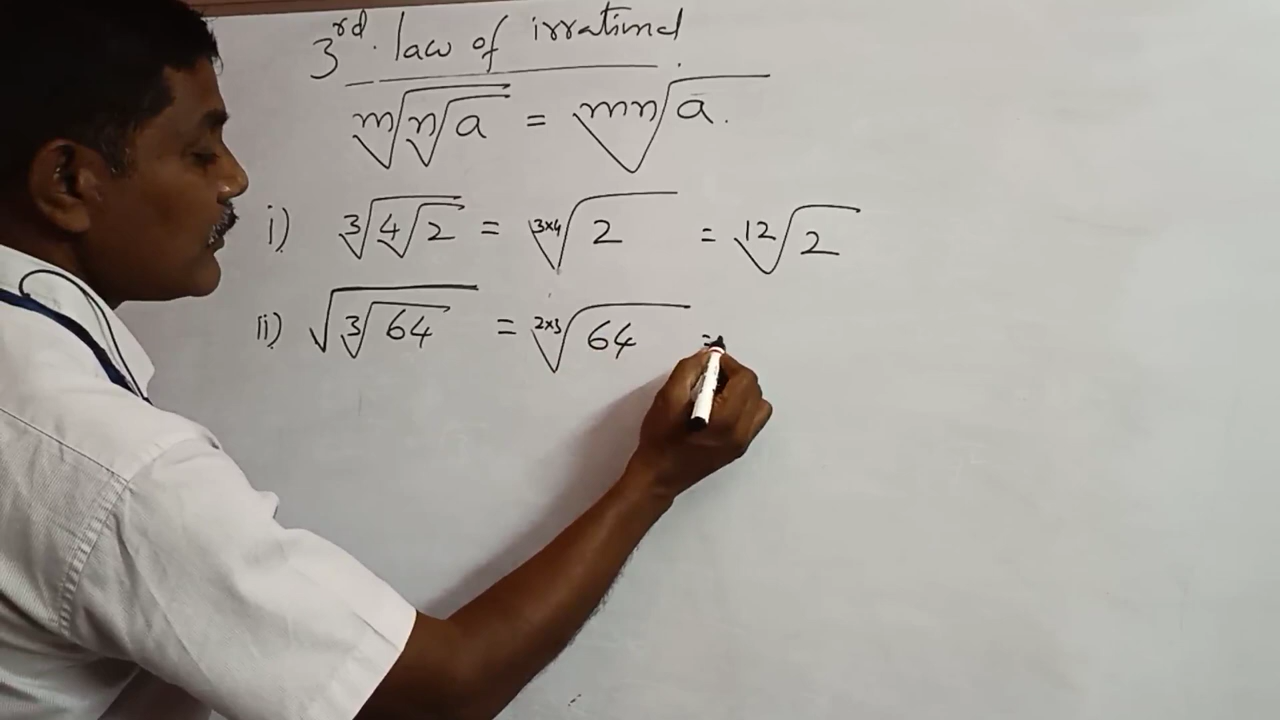 3rd. law of irrational.
ᵐ√ⁿ√a = ᵐⁿ√a.
i) ³√⁴√2 = ³ˣ⁴√2 = ¹²√2
ii) √³√64 = ²ˣ³√64 =